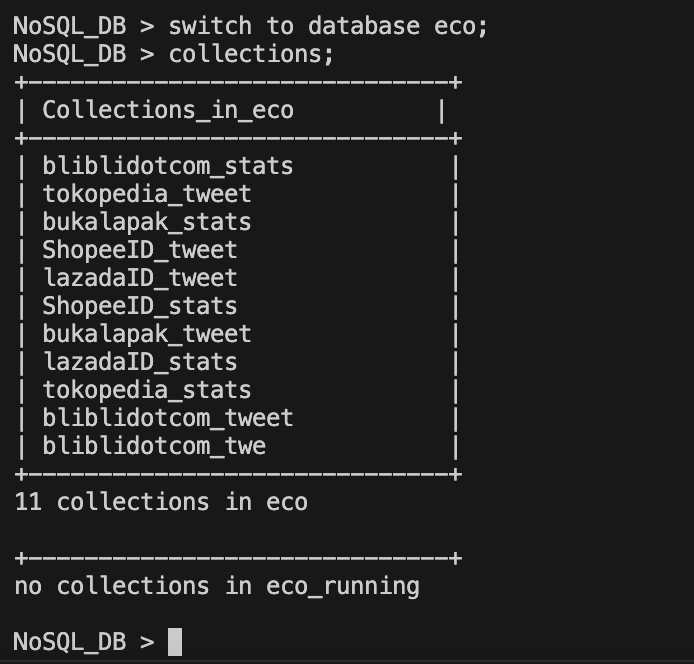 NoSQL_DB > switch to database eco;
NoSQL_DB > collections;
+------------------------------+
| Collections_in_eco          |
+------------------------------+
| bliblidotcom_stats           |
| tokopedia_tweet              |
| bukalapak_stats              |
| ShopeeID_tweet               |
| lazadaID_tweet               |
| ShopeeID_stats               |
| bukalapak_tweet              |
| lazadaID_stats               |
| tokopedia_stats              |
| bliblidotcom_tweet           |
| bliblidotcom_twe             |
+------------------------------+
11 collections in eco

+------------------------------+
no collections in eco_running

NoSQL_DB >